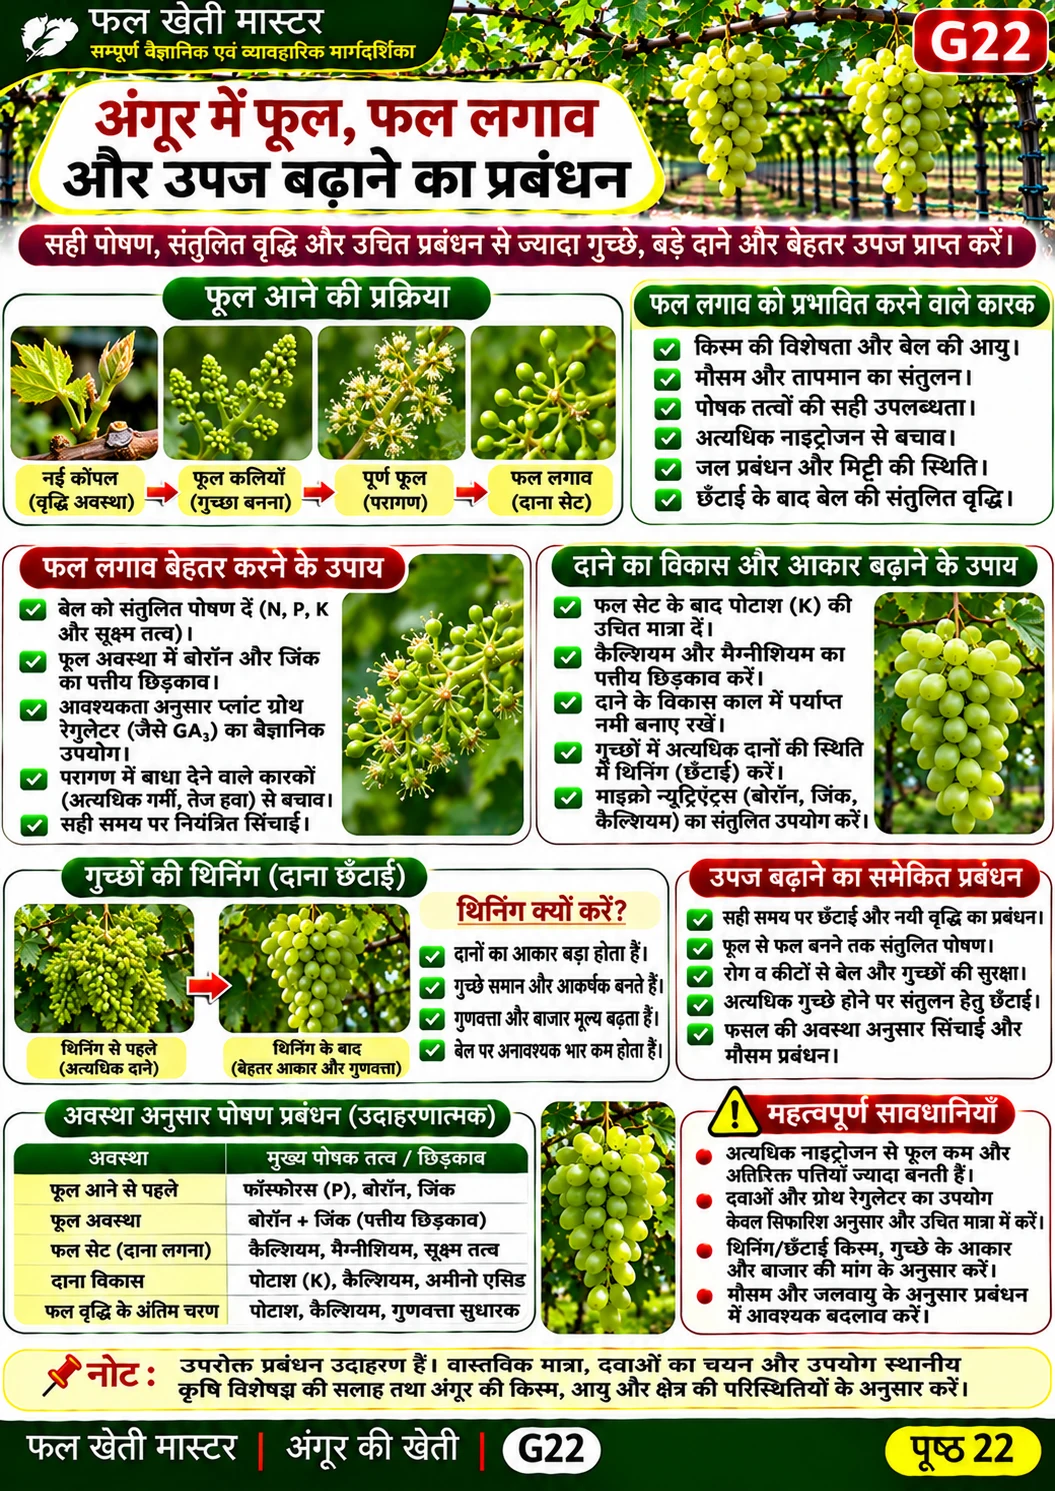 फल खेती मास्टर
सम्पूर्ण वैज्ञानिक एवं व्यावहारिक मार्गदर्शिका
G22
अंगूर में फूल, फल लगाव
और उपज बढ़ाने का प्रबंधन
सही पोषण, संतुलित वृद्धि और उचित प्रबंधन से ज्यादा गुच्छे, बड़े दाने और बेहतर उपज प्राप्त करें।
फूल आने की प्रक्रिया
नई कोंपल
(वृद्धि अवस्था)
फूल कलियाँ
(गुच्छा बनना)
पूर्ण फूल
(परागण)
फल लगाव
(दाना सेट)
फल लगाव को प्रभावित करने वाले कारक
किस्म की विशेषता और बेल की आयु।
मौसम और तापमान का संतुलन।
पोषक तत्वों की सही उपलब्धता।
अत्यधिक नाइट्रोजन से बचाव।
जल प्रबंधन और मिट्टी की स्थिति।
छँटाई के बाद बेल की संतुलित वृद्धि।
फल लगाव बेहतर करने के उपाय
बेल को संतुलित पोषण दें (N, P, K
और सूक्ष्म तत्व)।
फूल अवस्था में बोरॉन और जिंक
का पत्तीय छिड़काव।
आवश्यकता अनुसार प्लांट ग्रोथ
रेगुलेटर (जैसे GA₃) का बैज्ञानिक
उपयोग।
परागण में बाधा देने वाले कारकों
(अत्यधिक गर्मी, तेज हवा) से बचाव।
सही समय पर नियंत्रित सिंचाई।
दाने का विकास और आकार बढ़ाने के उपाय
फल सेट के बाद पोटाश (K) की
उचित मात्रा दें।
कैल्शियम और मैग्नीशियम का
पत्तीय छिड़काव करें।
दाने के विकास काल में पर्याप्त
नमी बनाए रखें।
गुच्छों में अत्यधिक दानों की स्थिति
में थिनिंग (छँटाई) करें।
माइक्रो न्यूट्रिएंट्स (बोरॉन, जिंक,
कैल्शियम) का संतुलित उपयोग करें।
गुच्छों की थिनिंग (दाना छँटाई)
थिनिंग से पहले
(अत्यधिक दाने)
थिनिंग के बाद
(बेहतर आकार और गुणवत्ता)
थिनिंग क्यों करें?
दानों का आकार बड़ा होता हैं।
गुच्छे समान और आकर्षक बनते हैं।
गुणवत्ता और बाजार मूल्य बढ़ता हैं।
बेल पर अनावश्यक भार कम होता हैं।
उपज बढ़ाने का समेकित प्रबंधन
सही समय पर छँटाई और नयी वृद्धि का प्रबंधन।
फूल से फल बनने तक संतुलित पोषण।
रोग व कीटों से बेल और गुच्छों की सुरक्षा।
अत्यधिक गुच्छे होने पर संतुलन हेतु छँटाई।
फसल की अवस्था अनुसार सिंचाई और
मौसम प्रबंधन।
अवस्था अनुसार पोषण प्रबंधन (उदाहरणात्मक)
अवस्था मुख्य पोषक तत्व / छिड़काब
फूल आने से पहले फॉस्फोरस (P), बोरॉन, जिंक
फूल अवस्था बोरॉन + जिंक (पत्तीय छिड़काव)
फल सेट (दाना लगना) कैल्शियम, मैग्नीशियम, सूक्ष्म तत्ब
दाना विकास पोटाश (K), कैल्शियम, अमीनो एसिड
फल वृद्धि के अंतिम चरण पोटाश, कैल्शियम, गुणवत्ता सुधारक
महत्वपूर्ण सावधानियाँ
अत्यधिक नाइट्रोजन से फूल कम और
अतिरिक्त पत्तियाँ ज्यादा बनती हैं।
दवाओं और ग्रोथ रेगुलेटर का उपयोग
केवल सिफारिश अनुसार और उचित मात्रा में करें।
थिनिंग/छँटाई किस्म, गुच्छे के आकार
और बाजार की मांग के अनुसार करें।
मौसम और जलवायु के अनुसार प्रबंधन
में आवश्यक बदलाव करें।
नोट :
उपरोक्त प्रबंधन उदाहरण हैं। वास्तविक मात्रा, दवाओं का चयन और उपयोग स्थानीय
कृषि विशेषज्ञ की सलाह तथा अंगूर की किस्म, आयु और क्षेत्र की परिस्थितियों के अनुसार करें।
फल खेती मास्टर | अंगूर की खेती | G22
पृष्ठ 22